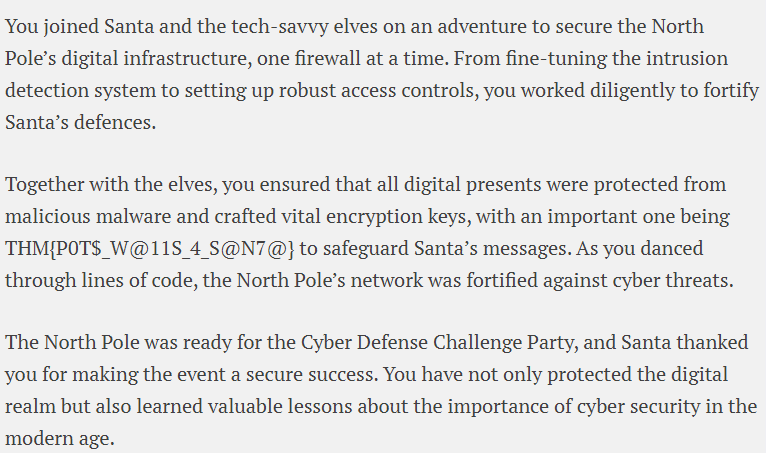 You joined Santa and the tech-savvy elves on an adventure to secure the North
Pole’s digital infrastructure, one firewall at a time. From fine-tuning the intrusion
detection system to setting up robust access controls, you worked diligently to fortify
Santa’s defences.
Together with the elves, you ensured that all digital presents were protected from
malicious malware and crafted vital encryption keys, with an important one being
THM{P0T$_W@11S_4_S@N7@} to safeguard Santa’s messages. As you danced
through lines of code, the North Pole’s network was fortified against cyber threats.
The North Pole was ready for the Cyber Defense Challenge Party, and Santa thanked
you for making the event a secure success. You have not only protected the digital
realm but also learned valuable lessons about the importance of cyber security in the
modern age.